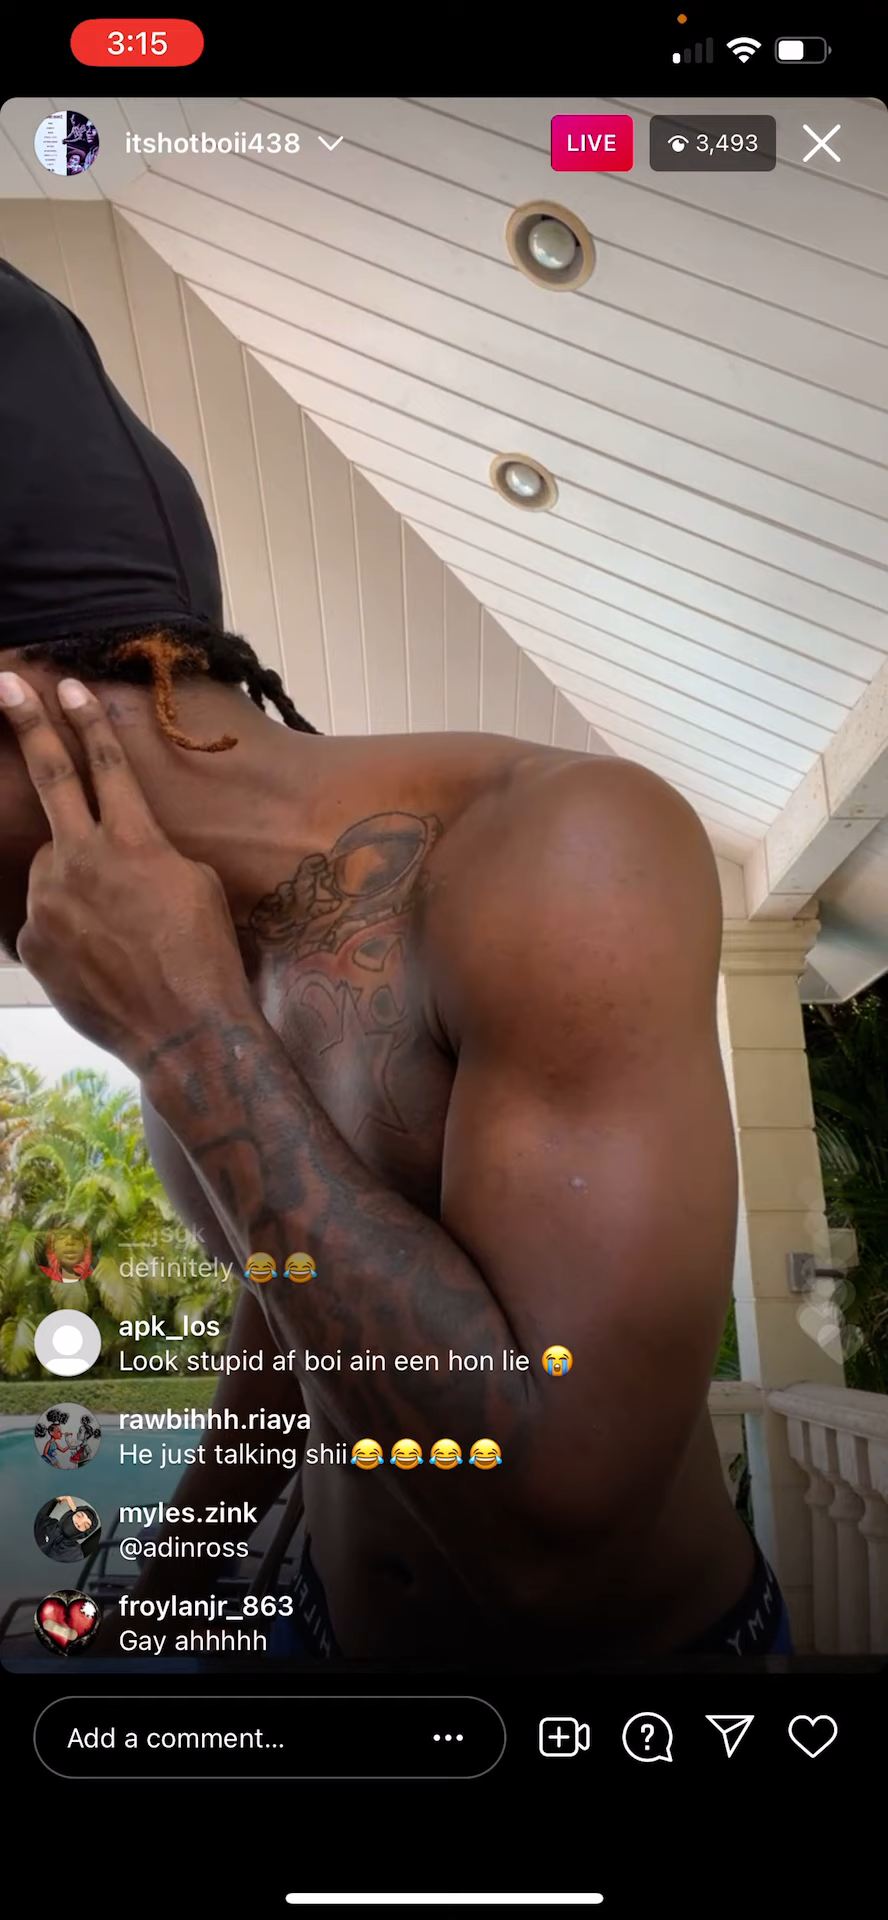 3:15
itshotboii438
LIVE
3,493
__jsgk
definitely 😂😂
apk_los
Look stupid af boi ain een hon lie 😭
rawbihhh.riaya
He just talking shii😂😂😂😂
myles.zink
@adinross
froylanjr_863
Gay ahhhhh
Add a comment...